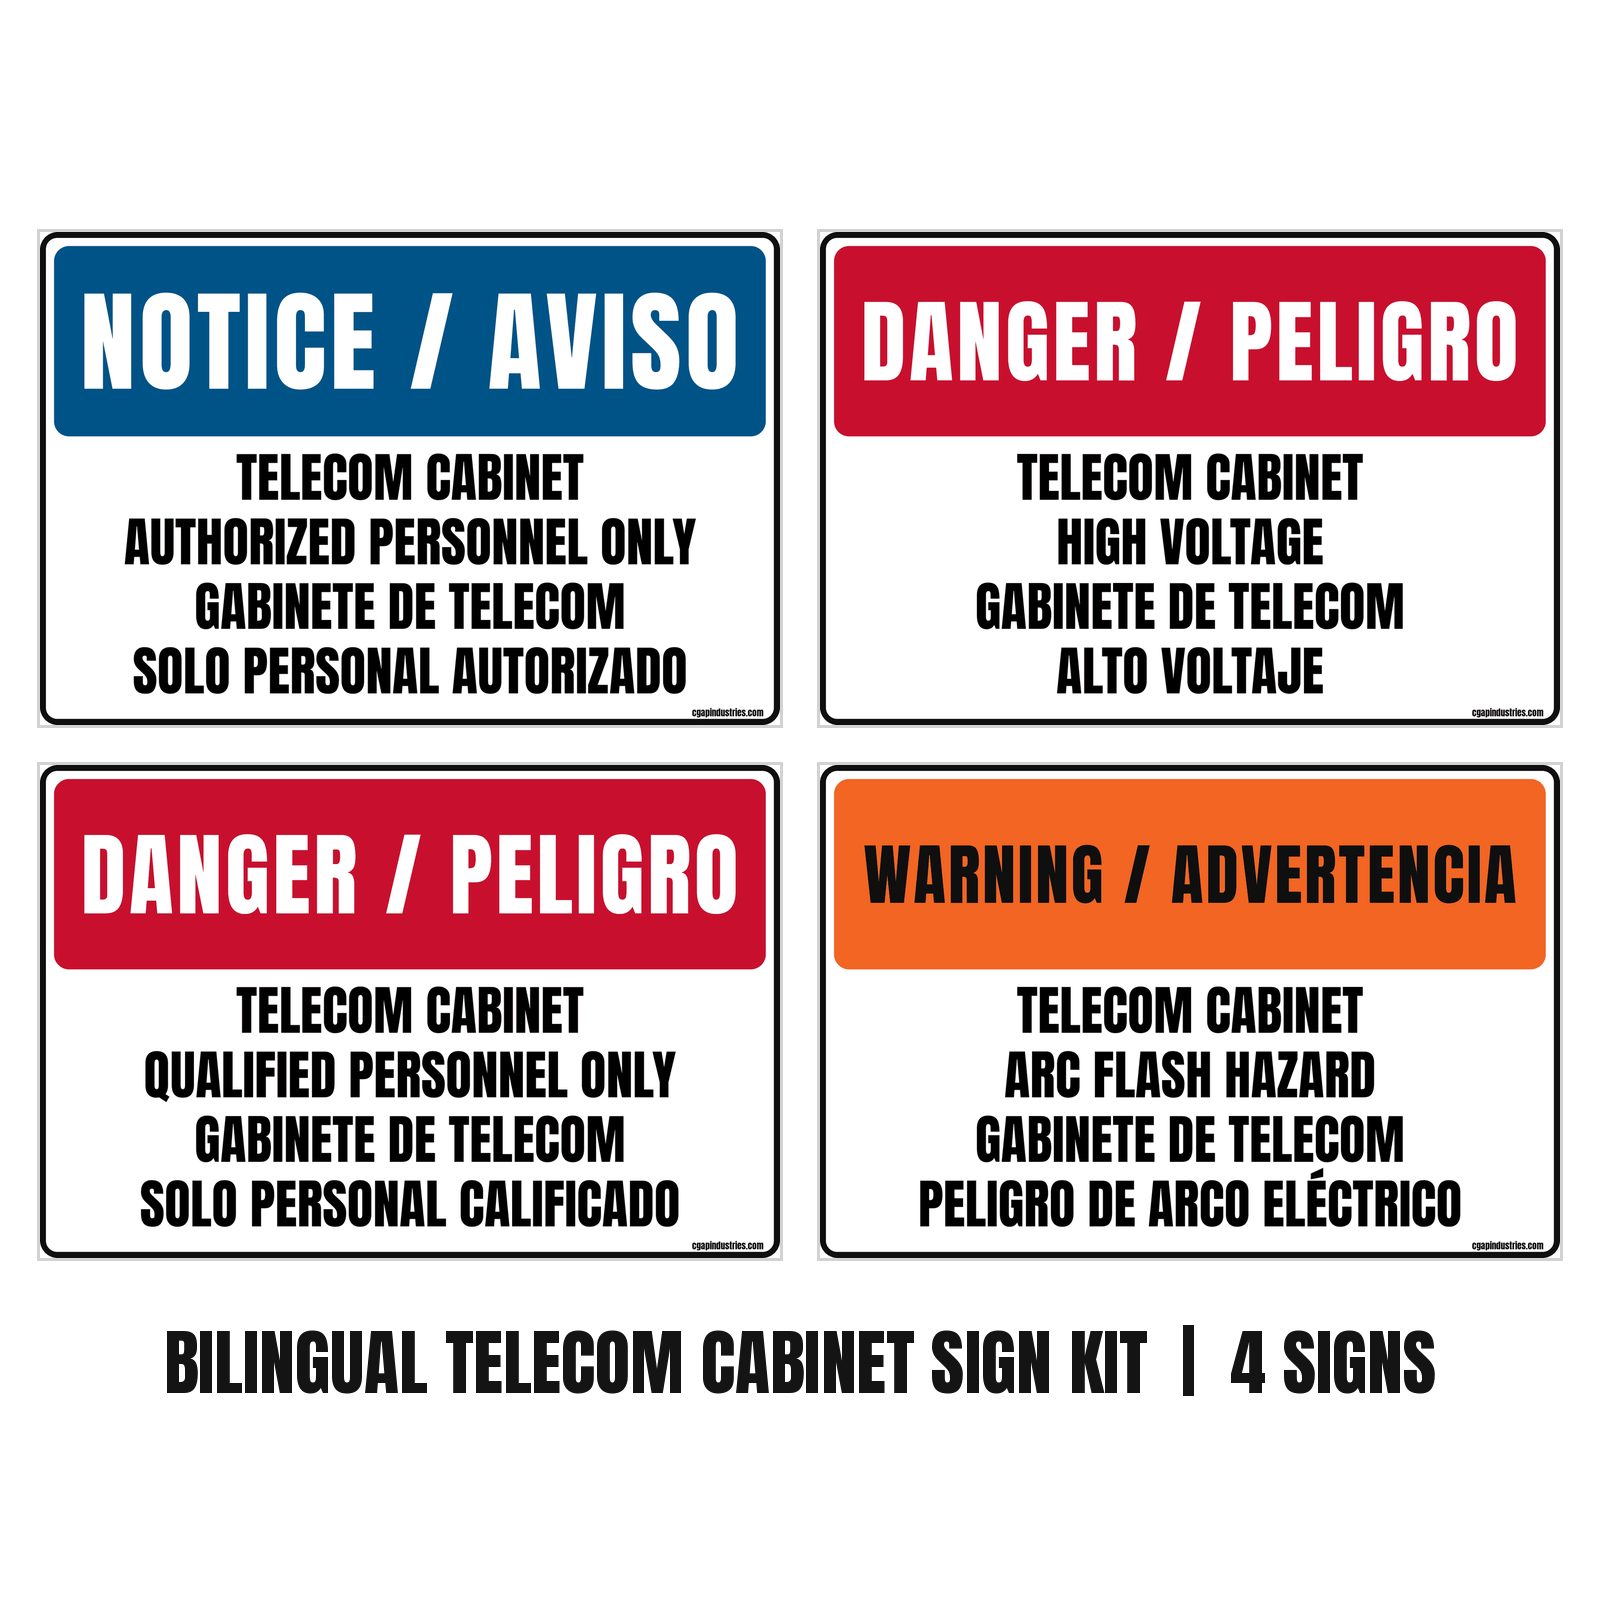 NOTICE / AVISO
TELECOM CABINET
AUTHORIZED PERSONNEL ONLY
GABINETE DE TELECOM
SOLO PERSONAL AUTORIZADO
cgapindustries.com
DANGER / PELIGRO
TELECOM CABINET
HIGH VOLTAGE
GABINETE DE TELECOM
ALTO VOLTAJE
cgapindustries.com
DANGER / PELIGRO
TELECOM CABINET
QUALIFIED PERSONNEL ONLY
GABINETE DE TELECOM
SOLO PERSONAL CALIFICADO
cgapindustries.com
WARNING / ADVERTENCIA
TELECOM CABINET
ARC FLASH HAZARD
GABINETE DE TELECOM
PELIGRO DE ARCO ELÉCTRICO
cgapindustries.com
BILINGUAL TELECOM CABINET SIGN KIT | 4 SIGNS